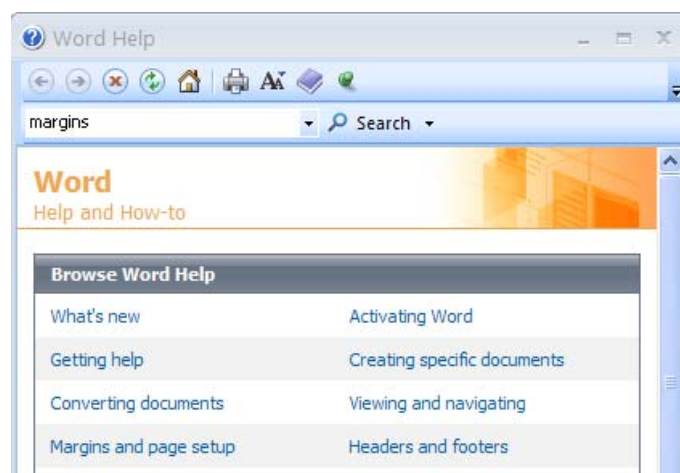 Word Help
margins
Search
Word
Help and How-to
Browse Word Help
What's new
Activating Word
Getting help
Creating specific documents
Converting documents
Viewing and navigating
Margins and page setup
Headers and footers